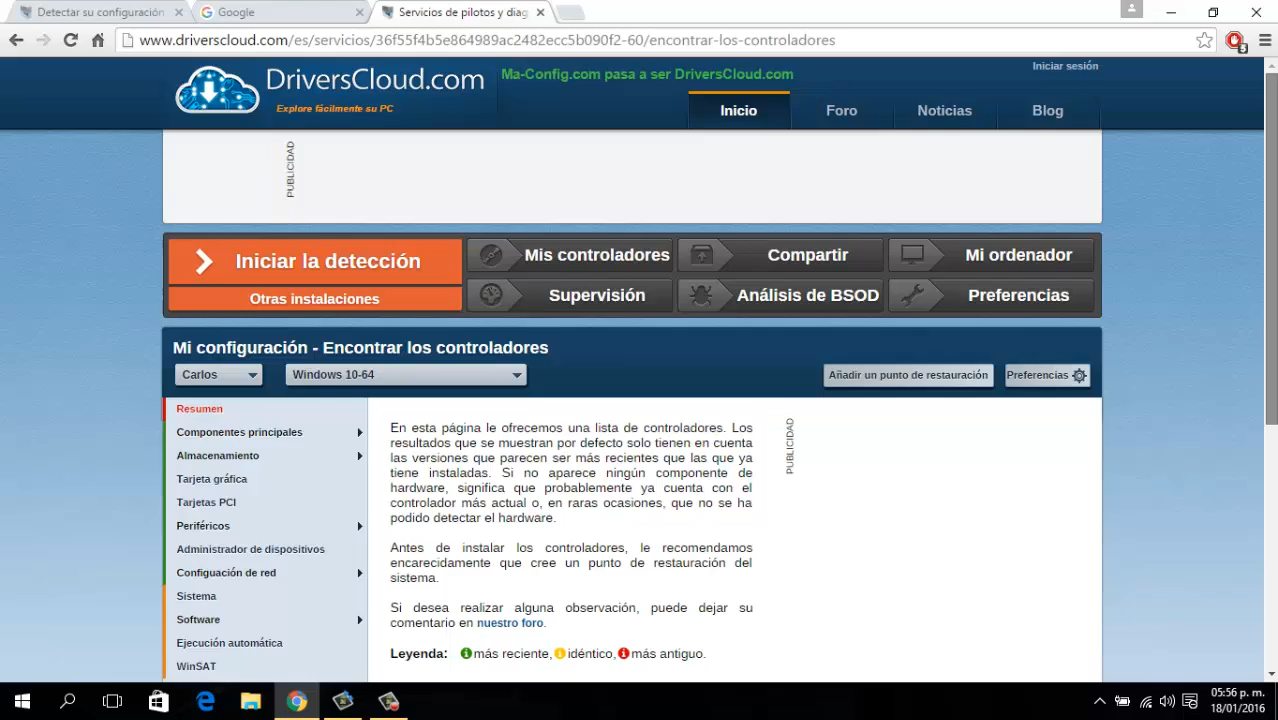 Detectar su configuración
Google
Servicios de pilotos y diag
www.driverscloud.com/es/servicios/36f55f4b5e864989ac2482ecc5b090f2-60/encontrar-los-controladores
3
DriversCloud.com
Explore fácilmente su PC
Ma-Config.com pasa a ser DriversCloud.com
Iniciar sesión
Inicio
Foro
Noticias
Blog
PUBLICIDAD
Iniciar la detección
Otras instalaciones
Mis controladores
Compartir
Mi ordenador
Supervisión
Análisis de BSOD
Preferencias
Mi configuración - Encontrar los controladores
Carlos
Windows 10-64
Añadir un punto de restauración
Preferencias
Resumen
Componentes principales
Almacenamiento
Tarjeta gráfica
Tarjetas PCI
Periféricos
Administrador de dispositivos
Configuación de red
Sistema
Software
Ejecución automática
WinSAT
En esta página le ofrecemos una lista de controladores. Los
resultados que se muestran por defecto solo tienen en cuenta
las versiones que parecen ser más recientes que las que ya
tiene instaladas. Si no aparece ningún componente de
hardware, significa que probablemente ya cuenta con el
controlador más actual o, en raras ocasiones, que no se ha
podido detectar el hardware.
Antes de instalar los controladores, le recomendamos
encarecidamente que cree un punto de restauración del
sistema.
Si desea realizar alguna observación, puede dejar su
comentario en nuestro foro.
Leyenda: más reciente, idéntico, más antiguo.
PUBLICIDAD
05:56 p. m.
18/01/2016